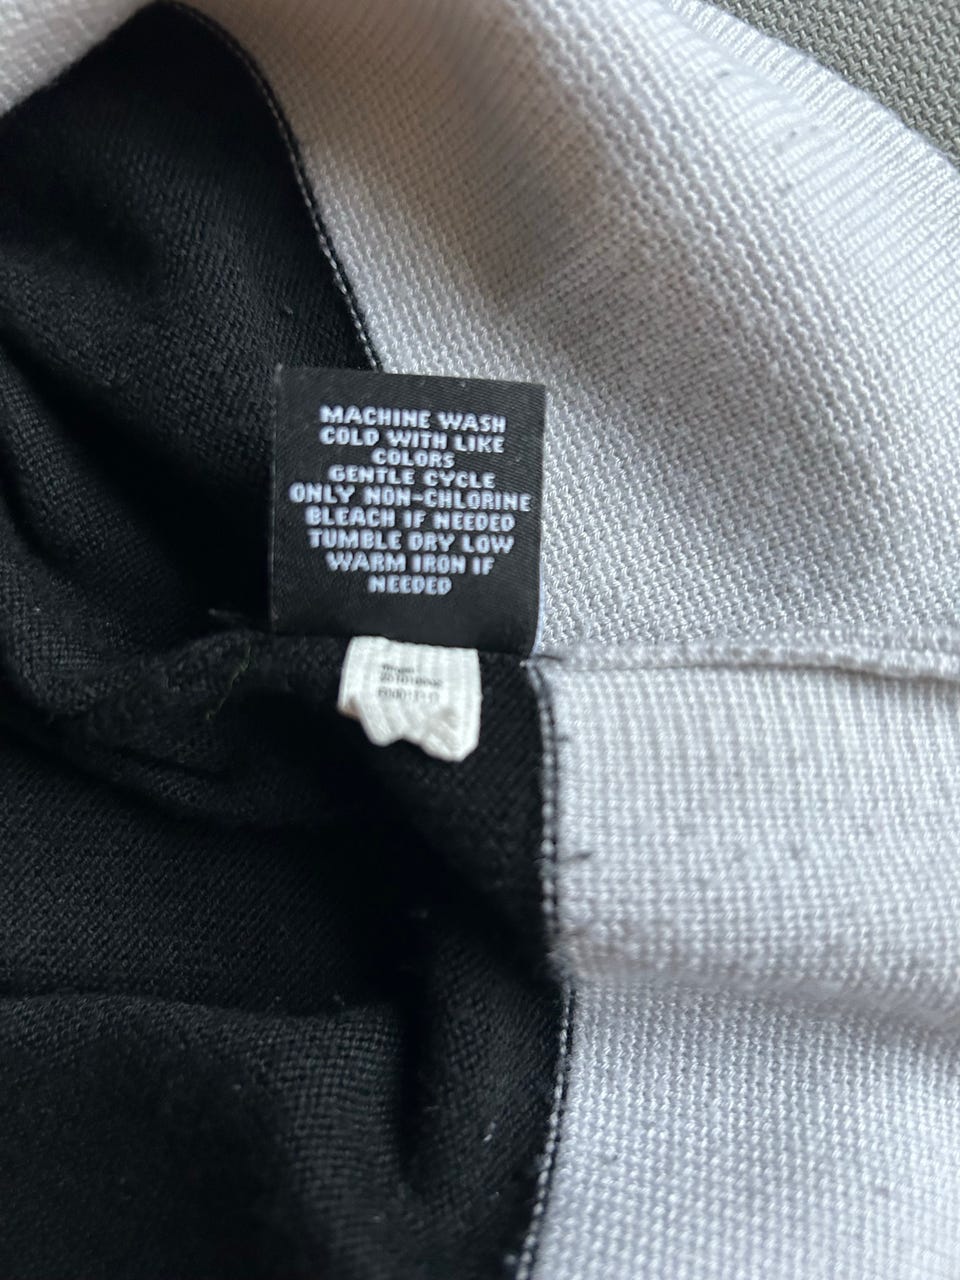 MACHINE WASH
COLD WITH LIKE
COLORS
GENTLE CYCLE
ONLY NON-CHLORINE
BLEACH IF NEEDED
TUMBLE DRY LOW
WARM IRON IF
NEEDED